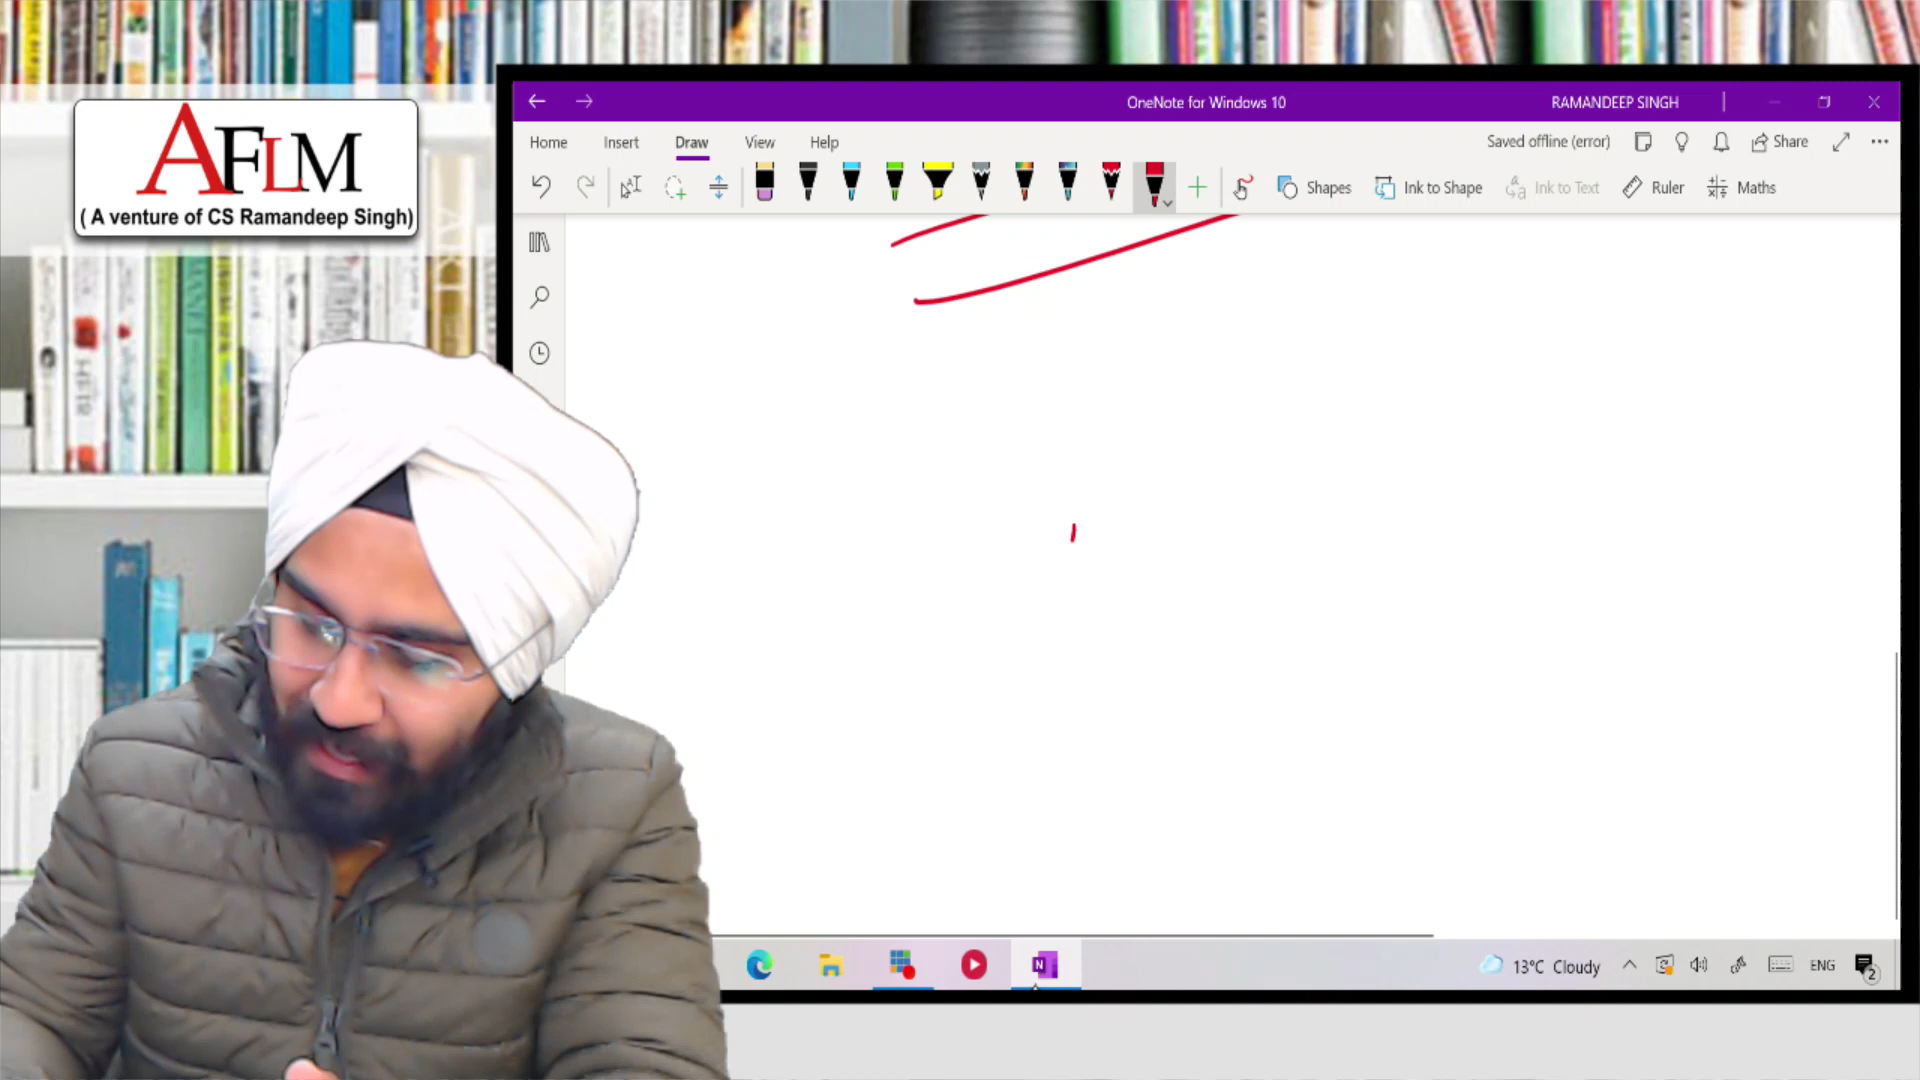 AFLM
( A venture of CS Ramandeep Singh)
OneNote for Windows 10
RAMANDEEP SINGH
Home Insert Draw View Help
Saved offline (error)
Share
Shapes
Ink to Shape
Ink to Text
Ruler
Maths
13°C Cloudy
ENG
2